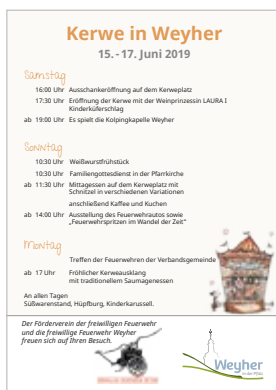 Kerwe in Weyher
15. - 17. Juni 2019
Samstag
16:00 Uhr Ausschankeröffnung auf dem Kerweplatz
17:30 Uhr Eröffnung der Kerwe mit der Weinprinzessin LAURA I
Kinderküferschlag
ab 19:00 Uhr Es spielt die Kolpingkapelle Weyher
Sonntag
10:30 Uhr Weißwurstfrühstück
10:30 Uhr Familiengottesdienst in der Pfarrkirche
ab 11:30 Uhr Mittagessen auf dem Kerweplatz mit
Schnitzel in verschiedenen Variationen
anschließend Kaffee und Kuchen
ab 14:00 Uhr Ausstellung des Feuerwehrautos sowie
„Feuerwehrspritzen im Wandel der Zeit“
Montag
Treffen der Feuerwehren der Verbandsgemeinde
ab 17 Uhr Fröhlicher Kerweausklang
mit traditionellem Saumagenessen
An allen Tagen
Süßwarenstand, Hüpfburg, Kinderkarussell.
Der Förderverein der freiwilligen Feuerwehr
und die freiwillige Feuerwehr Weyher
freuen sich auf Ihren Besuch.
Weyher
in der Pfalz